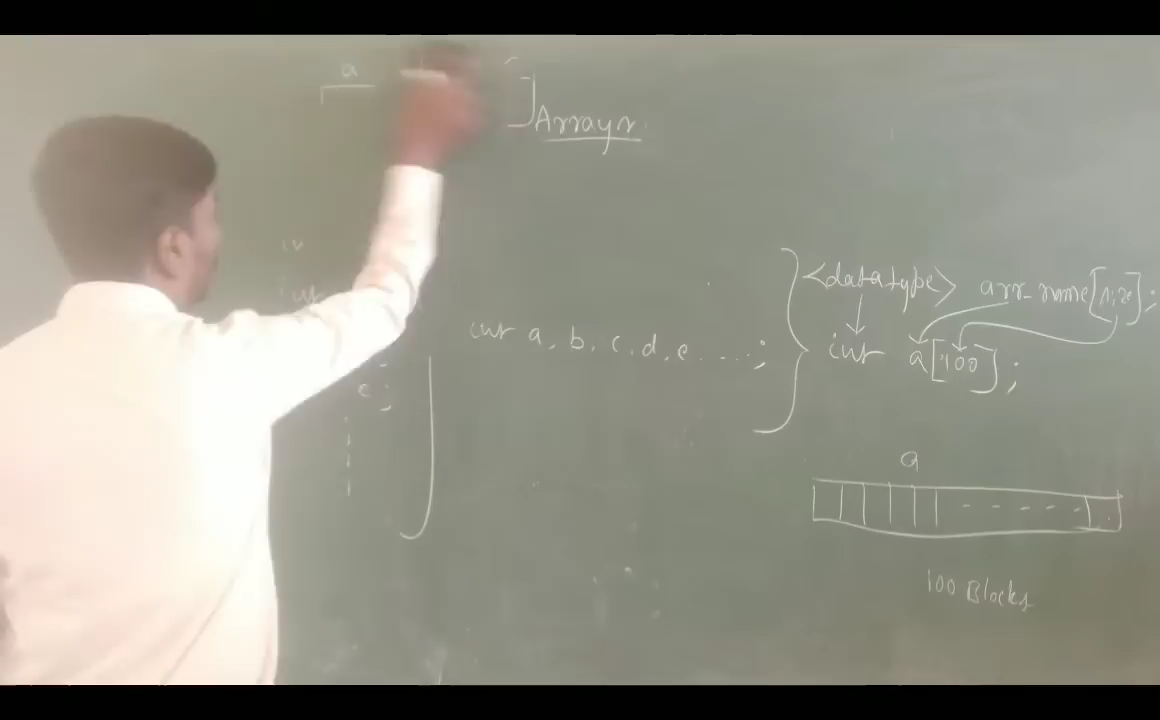 a
Arrays
int a, b, c, d, e .....;
c;
<datatype> arr_name[size];
int a[100];
a
100 Blocks